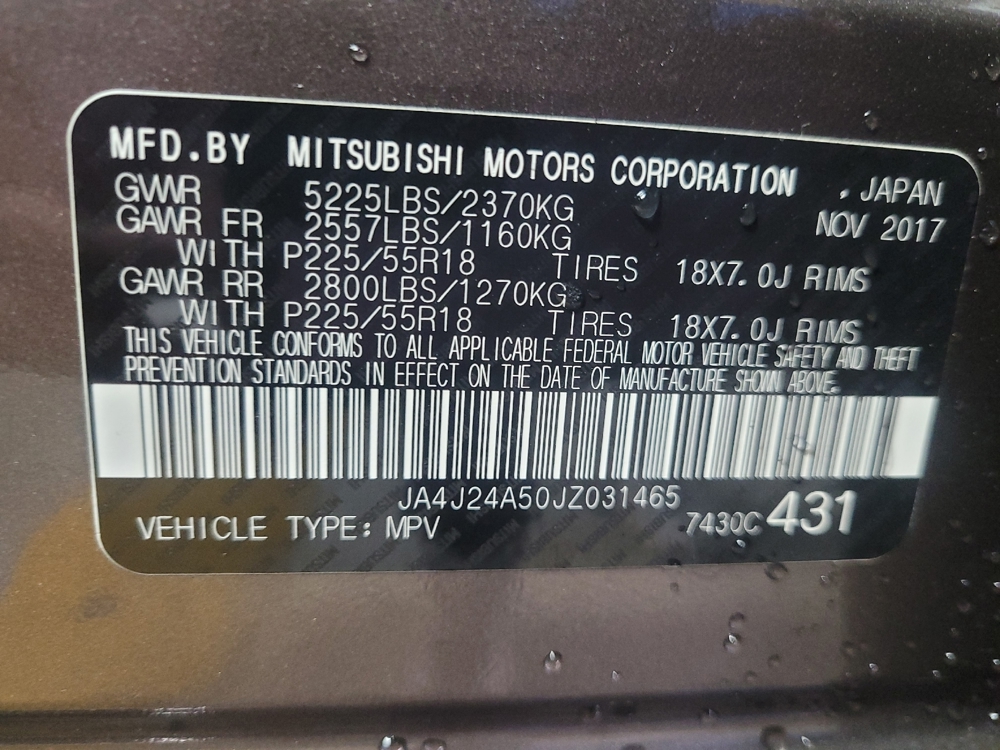 MFD.BY MITSUBISHI MOTORS CORPORATION , JAPAN
GVWR 5225LBS/2370KG NOV 2017
GAWR FR 2557LBS/1160KG
WITH P225/55R18 TIRES 18X7.0J RIMS
GAWR RR 2800LBS/1270KG
WITH P225/55R18 TIRES 18X7.0J RIMS
THIS VEHICLE CONFORMS TO ALL APPLICABLE FEDERAL MOTOR VEHICLE SAFETY AND THEFT
PREVENTION STANDARDS IN EFFECT ON THE DATE OF MANUFACTURE SHOWN ABOVE.
JA4J24A50JZ031465
VEHICLE TYPE: MPV 7430C 431